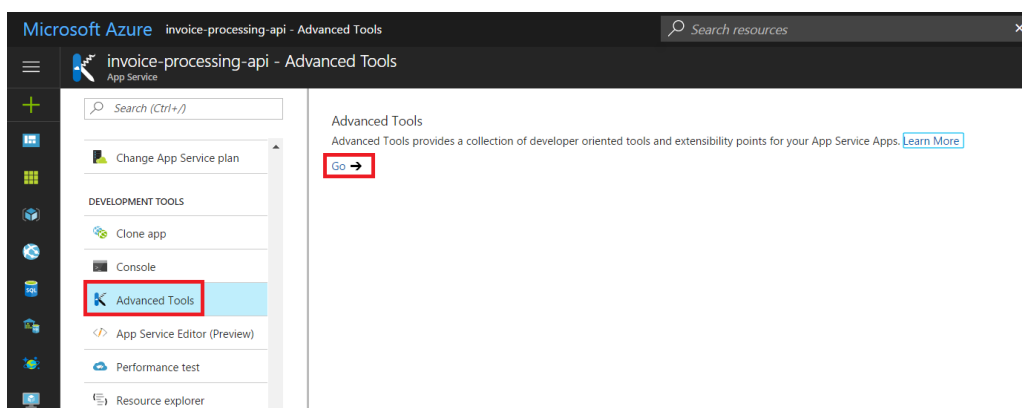 Microsoft Azure invoice-processing-api - Advanced Tools
Search resources
invoice-processing-api - Advanced Tools
App Service
Search (Ctrl+/)
Change App Service plan
DEVELOPMENT TOOLS
Clone app
Console
Advanced Tools
App Service Editor (Preview)
Performance test
Resource explorer
Advanced Tools
Advanced Tools provides a collection of developer oriented tools and extensibility points for your App Service Apps. Learn More
Go →
SQL